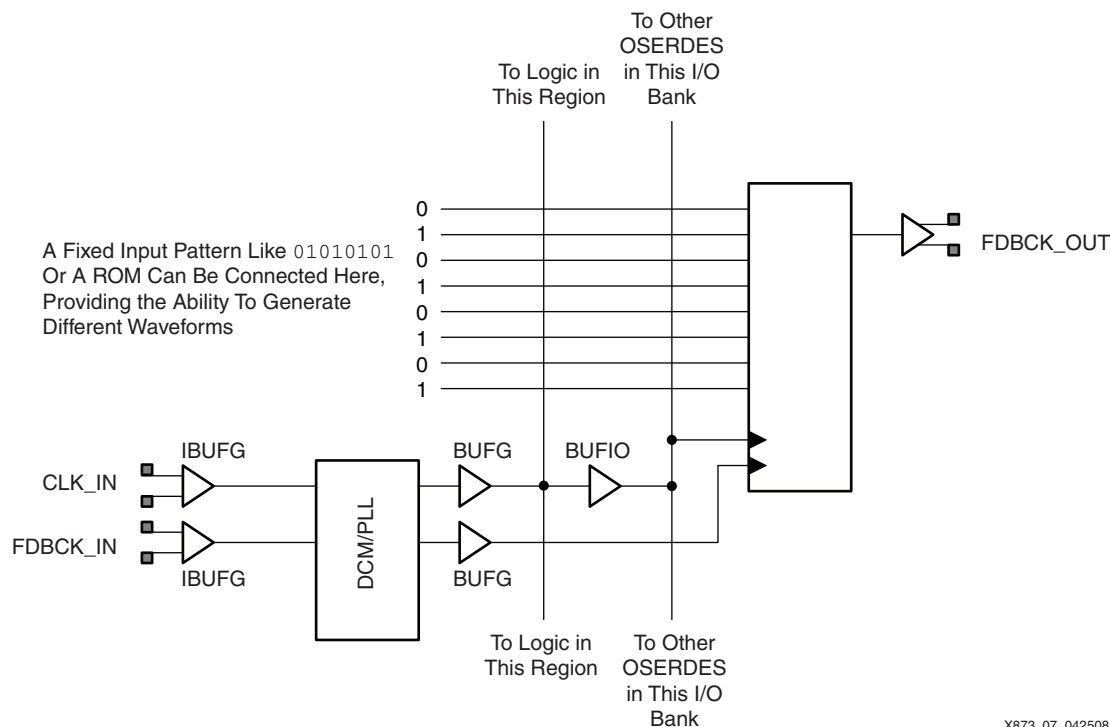 To Other
OSERDES
in This I/O
Bank
To Logic in
This Region
A Fixed Input Pattern Like 01010101
Or A ROM Can Be Connected Here,
Providing the Ability To Generate
Different Waveforms
0
1
0
1
0
1
0
1
FDBCK_OUT
IBUFG
BUFG
BUFIO
CLK_IN
DCM/PLL
FDBCK_IN
IBUFG
BUFG
To Logic in
This Region
To Other
OSERDES
in This I/O
Bank
X873_07_042508